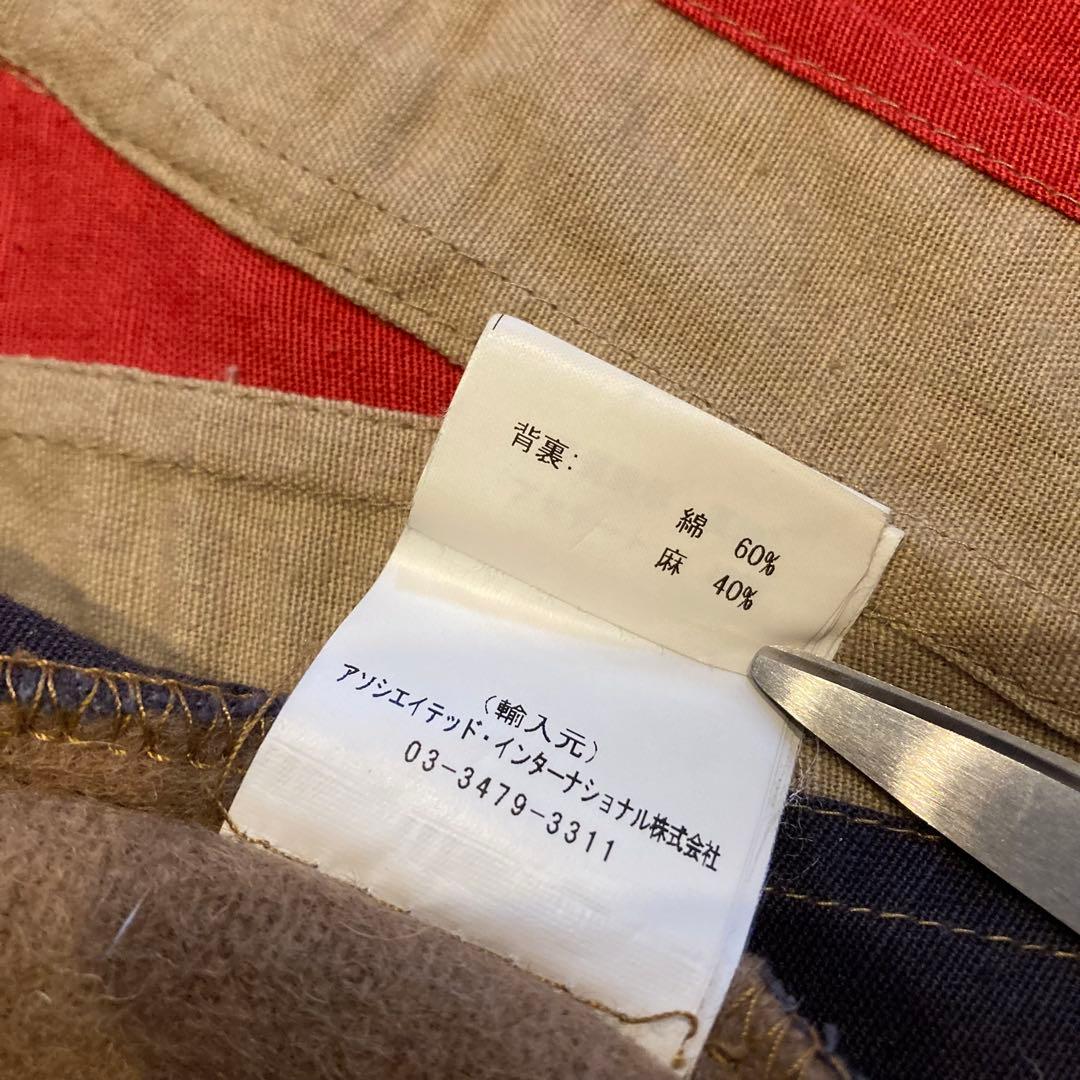 背裏:
綿 60%
麻 40%
(輸入元)
アソシエイテッド・インターナショナル株式会社
03-3479-3311